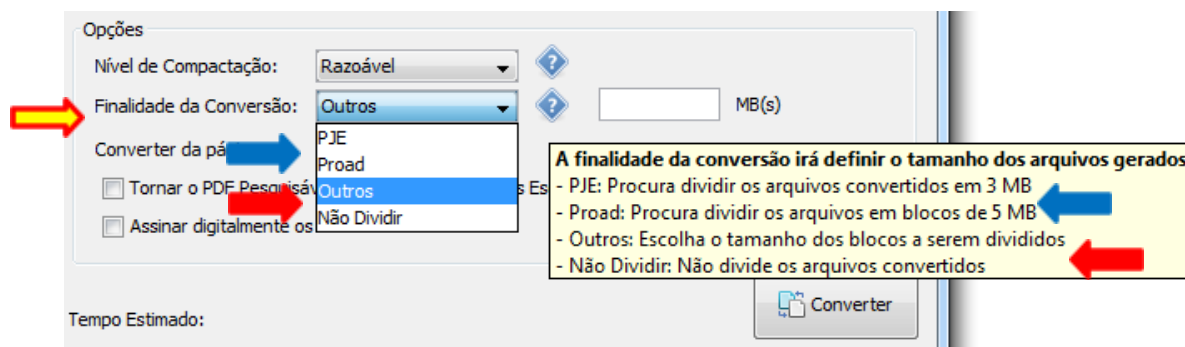 Opções
Nível de Compactação: Razoável
Finalidade da Conversão: Outros MB(s)
PJE
Converter da
Proad
A finalidade da conversão irá definir o tamanho dos arquivos gerados
- PJE: Procura dividir os arquivos convertidos em 3 MB
- Proad: Procura dividir os arquivos em blocos de 5 MB
- Outros: Escolha o tamanho dos blocos a serem divididos
- Não Dividir: Não divide os arquivos convertidos
Tornar o PDF
Outros
Assinar digitalmente os
Não Dividir
Converter
Tempo Estimado: